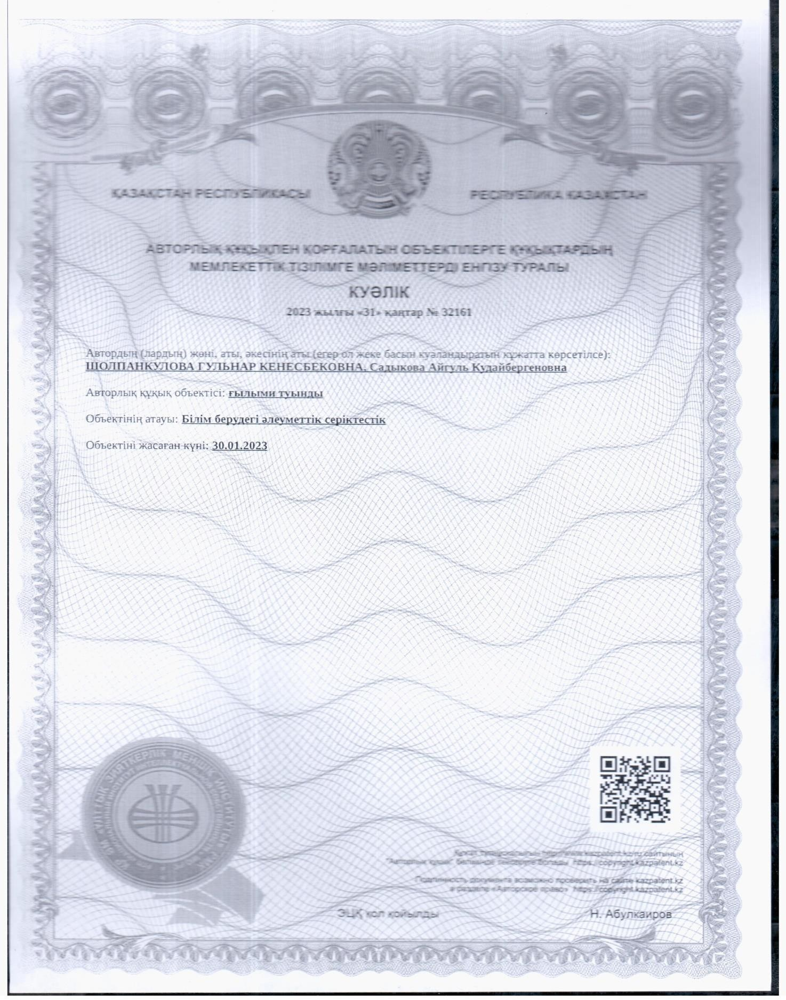 ҚАЗАҚСТАН РЕСПУБЛИКАСЫ
РЕСПУБЛИКА КАЗАХСТАН
АВТОРЛЫҚ ҚҰҚЫҚПЕН ҚОРҒАЛАТЫН ОБЪЕКТІЛЕРГЕ ҚҰҚЫҚТАРДЫҢ
МЕМЛЕКЕТТІК ТІЗІЛІМГЕ МӘЛІМЕТТЕРДІ ЕНГІЗУ ТУРАЛЫ
КУӘЛІК
2023 жылғы «31» қаңтар № 32161
Автордың (лардың) жөні, аты, әкесінің аты (егер ол жеке басын куәландыратын құжатта көрсетілсе):
ШОЛПАНКУЛОВА ГУЛЬНАР КЕНЕСБЕКОВНА, Садыкова Айгуль Кудайбергеновна
Авторлық құқық объектісі: ғылыми туынды
Объектінің атауы: Білім берудегі әлеуметтік серіктестік
Объектіні жасаған күні: 30.01.2023
ЗИЯТКЕРЛІК МЕНШІК ИНСТИТУТЫ
Құжат түпнұсқалығын http://www.kazpatent.kz/ru сайтының
"Авторлық құқық" бөлімінде тексеруге болады https://copyright.kazpatent.kz
Подлинность документа возможно проверить на сайте kazpatent.kz
в разделе «Авторское право» https://copyright.kazpatent.kz
ЭЦҚ қол қойылды
Н. Абулкаиров